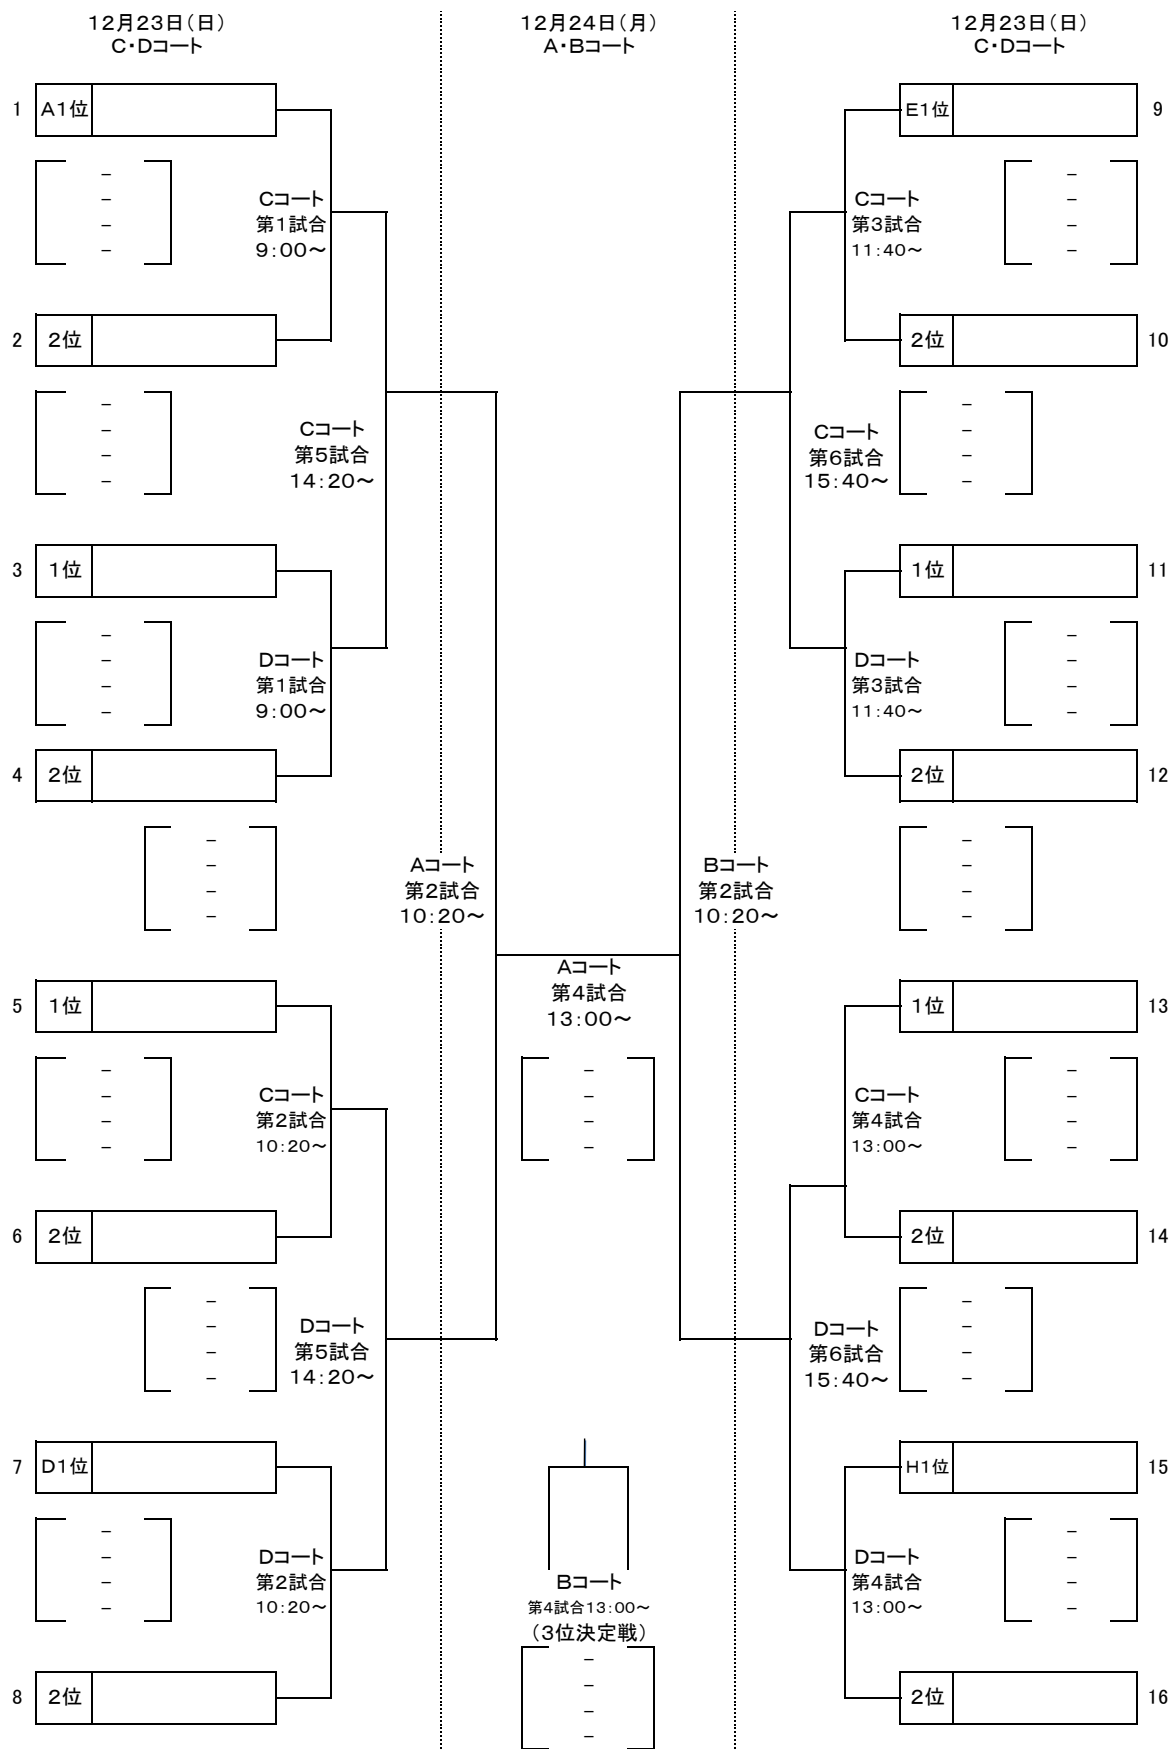 12月23日(日)
C・Dコート
12月24日(月)
A・Bコート
12月23日(日)
C・Dコート
1 A1位
E1位 9
–
–
–
–
Cコート
第1試合
9:00～
Cコート
第3試合
11:40～
–
–
–
–
2 2位
2位 10
–
–
–
–
Cコート
第5試合
14:20～
Cコート
第6試合
15:40～
–
–
–
–
3 1位
1位 11
–
–
–
–
Dコート
第1試合
9:00～
Dコート
第3試合
11:40～
–
–
–
–
4 2位
2位 12
–
–
–
–
Aコート
第2試合
10:20～
Bコート
第2試合
10:20～
–
–
–
–
Aコート
第4試合
13:00～
–
–
–
–
5 1位
1位 13
–
–
–
–
Cコート
第2試合
10:20～
Cコート
第4試合
13:00～
–
–
–
–
6 2位
2位 14
–
–
–
–
Dコート
第5試合
14:20～
Dコート
第6試合
15:40～
–
–
–
–
7 D1位
H1位 15
–
–
–
–
Dコート
第2試合
10:20～
Bコート
第4試合13:00～
(3位決定戦)
–
–
–
–
Dコート
第4試合
13:00～
–
–
–
–
8 2位
2位 16